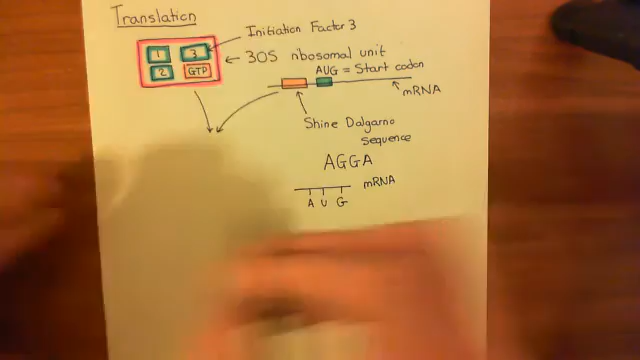 Translation
Initiation Factor 3
1 3
2 GTP
30S ribosomal unit
AUG = Start codon
mRNA
Shine Dalgarno
sequence
AGGA
mRNA
A U G